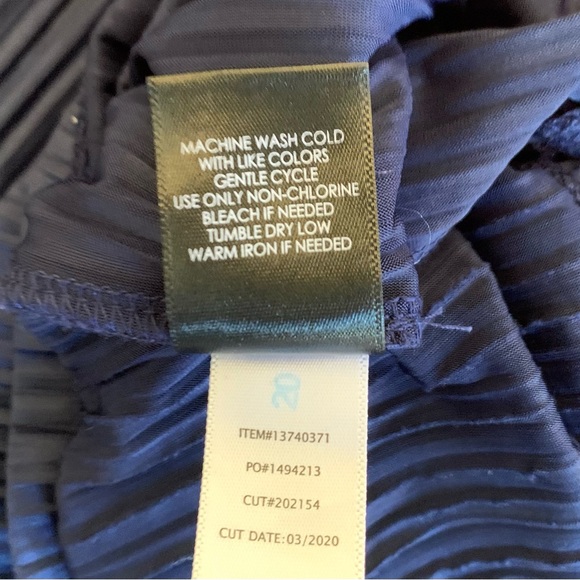 MACHINE WASH COLD
WITH LIKE COLORS
GENTLE CYCLE
USE ONLY NON-CHLORINE
BLEACH IF NEEDED
TUMBLE DRY LOW
WARM IRON IF NEEDED
20
ITEM#13740371
PO#1494213
CUT#202154
CUT DATE:03/2020